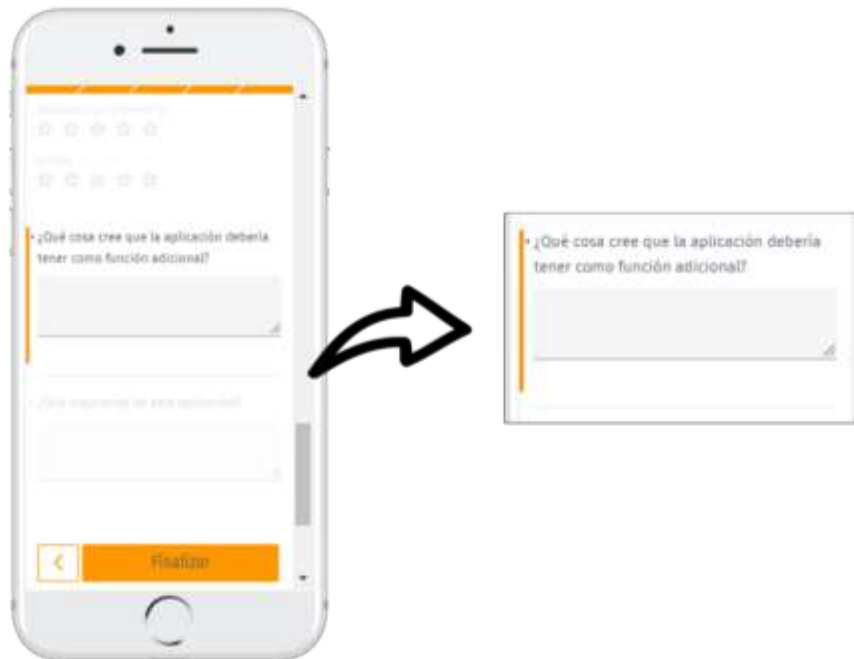 • ¿Qué cosa cree que la aplicación debería
tener como función adicional?
Finalizar
• ¿Qué cosa cree que la aplicación debería
tener como función adicional?